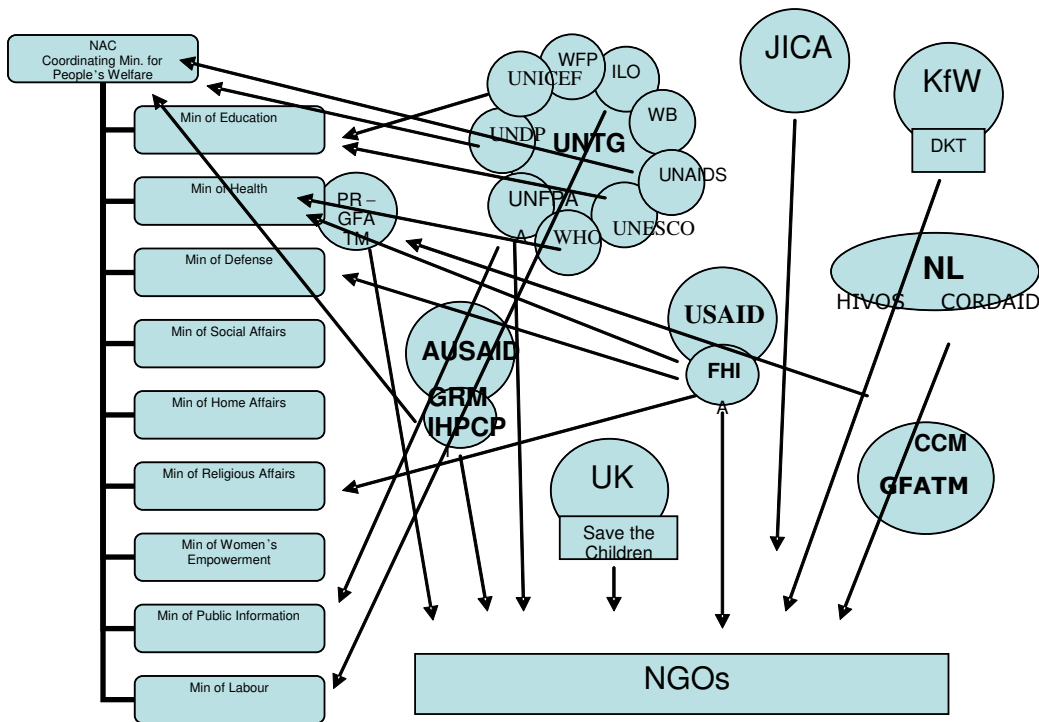 NAC
Coordinating Min. for
People's Welfare
Min of Education
Min of Health
Min of Defense
Min of Social Affairs
Min of Home Affairs
Min of Religious Affairs
Min of Women's
Empowerment
Min of Public Information
Min of Labour
PR –
GFA
TM
WFP
ILO
UNICEF
WB
UNDP
UNTG
UNAIDS
UNFPA
A
WHO
UNESCO
JICA
KfW
DKT
NL
HIVOS CORDAID
USAID
FHI
A
AUSAID
GRM
IHPCP
CCM
GFATM
UK
Save the
Children
NGOs